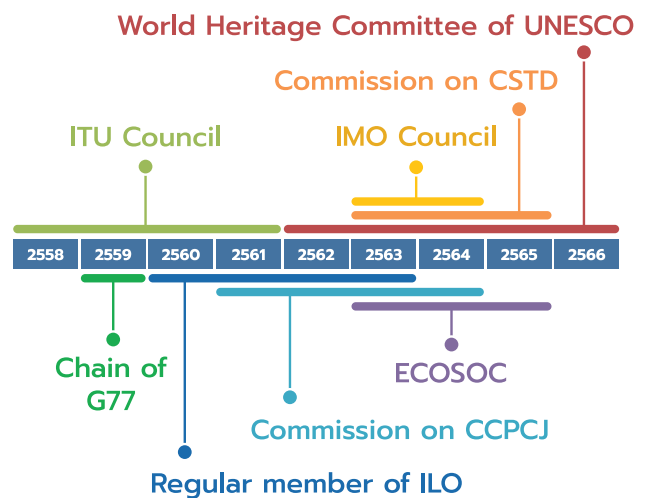 World Heritage Committee of UNESCO
Commission on CSTD
ITU Council
IMO Council
2558 2559 2560 2561 2562 2563 2564 2565 2566
Chain of
G77
ECOSOC
Commission on CCPCJ
Regular member of ILO